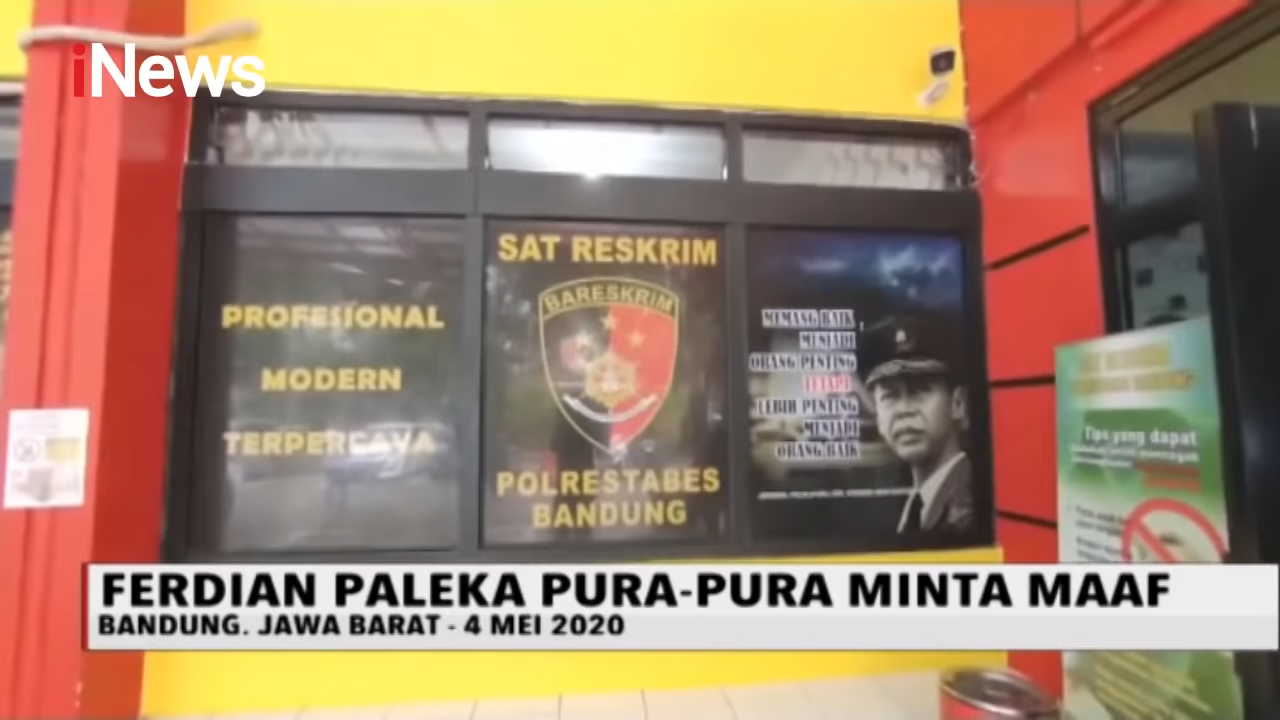 iNews
PROFESIONAL
MODERN
TERPERCAYA
SAT RESKRIM
BARESKRIM
POLRESTABES
BANDUNG
MEMANG BAIK
MENJADI
ORANG PENTING
TETAPI
LEBIH PENTING
MENJADI
ORANG BAIK
Tips yang dapat
FERDIAN PALEKA PURA-PURA MINTA MAAF
BANDUNG. JAWA BARAT - 4 MEI 2020